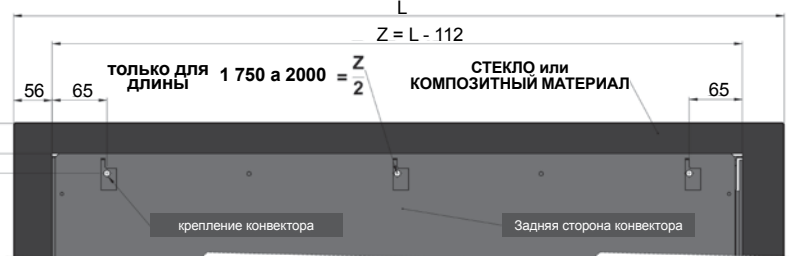 L
Z = L - 112
только для ДЛИНЫ 1 750 а 2000 = Z/2
СТЕКЛО или
КОМПОЗИТНЫЙ МАТЕРИАЛ
56 65 65
крепление конвектора
Задняя сторона конвектора